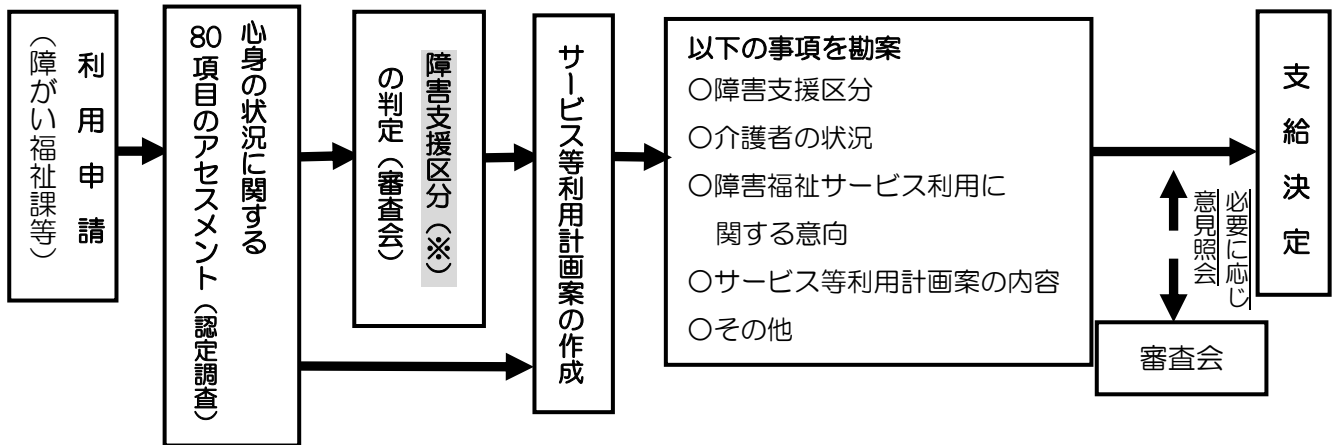 利用申請
（障がい福祉課等）
心身の状況に関する
80項目のアセスメント（認定調査）
障害支援区分（※）
の判定（審査会）
サービス等利用計画案の作成
以下の事項を勘案
○障害支援区分
○介護者の状況
○障害福祉サービス利用に
関する意向
○サービス等利用計画案の内容
○その他
必要に応じ
意見照会
審査会
支給決定